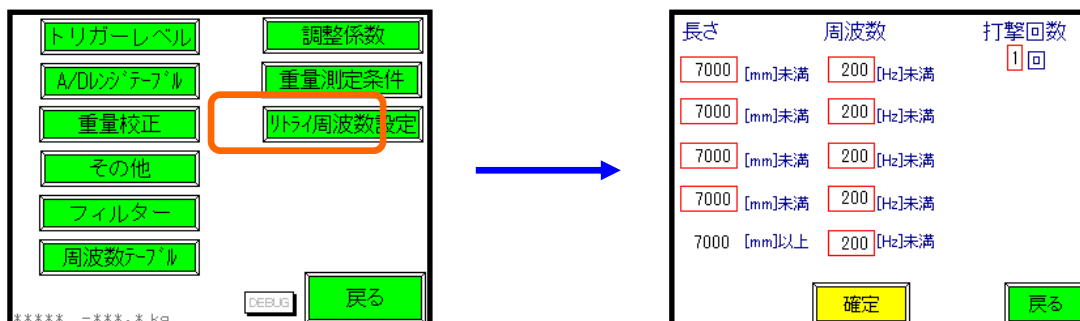 トリガーレベル
調整係数
A/Dレンジテーブル
重量測定条件
重量校正
リトライ周波数設定
その他
フィルター
周波数テーブル
DEBUG
戻る
***** -***.* kg
長さ
周波数
打撃回数
7000 [mm]未満 200 [Hz]未満
1 回
7000 [mm]未満 200 [Hz]未満
7000 [mm]未満 200 [Hz]未満
7000 [mm]未満 200 [Hz]未満
7000 [mm]以上 200 [Hz]未満
確定
戻る